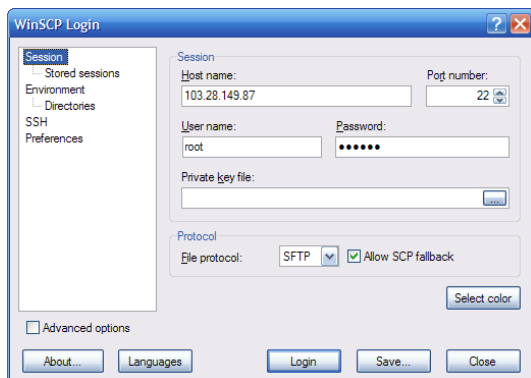 WinSCP Login
Session
Stored sessions
Environment
Directories
SSH
Preferences
Advanced options
Session
Host name:
Port number:
103.28.149.87
22
User name:
Password:
root
••••••
Private key file:
...
Protocol
File protocol:
SFTP
Allow SCP fallback
Select color
About...
Languages
Login
Save...
Close